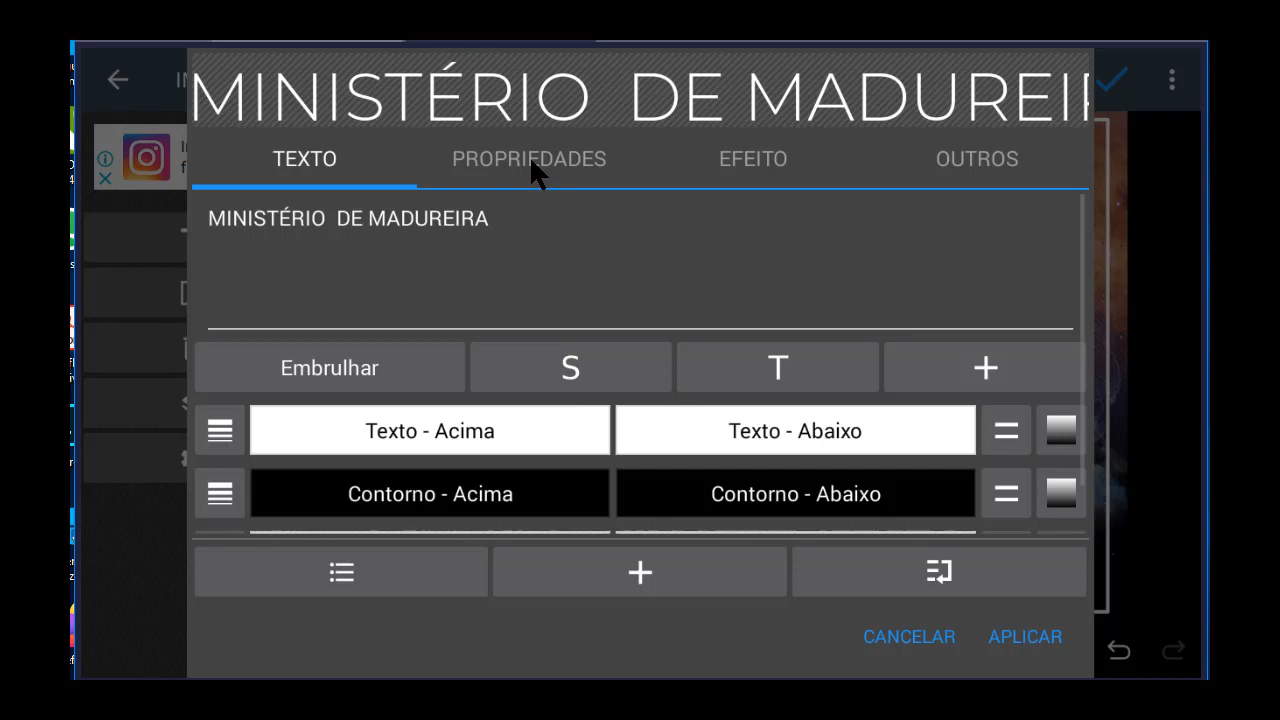 MINISTÉRIO  DE MADUREI
TEXTO PROPRIEDADES EFEITO OUTROS
MINISTÉRIO  DE MADUREIRA
Embrulhar S T +
Texto - Acima Texto - Abaixo
Contorno - Acima Contorno - Abaixo
CANCELAR APLICAR